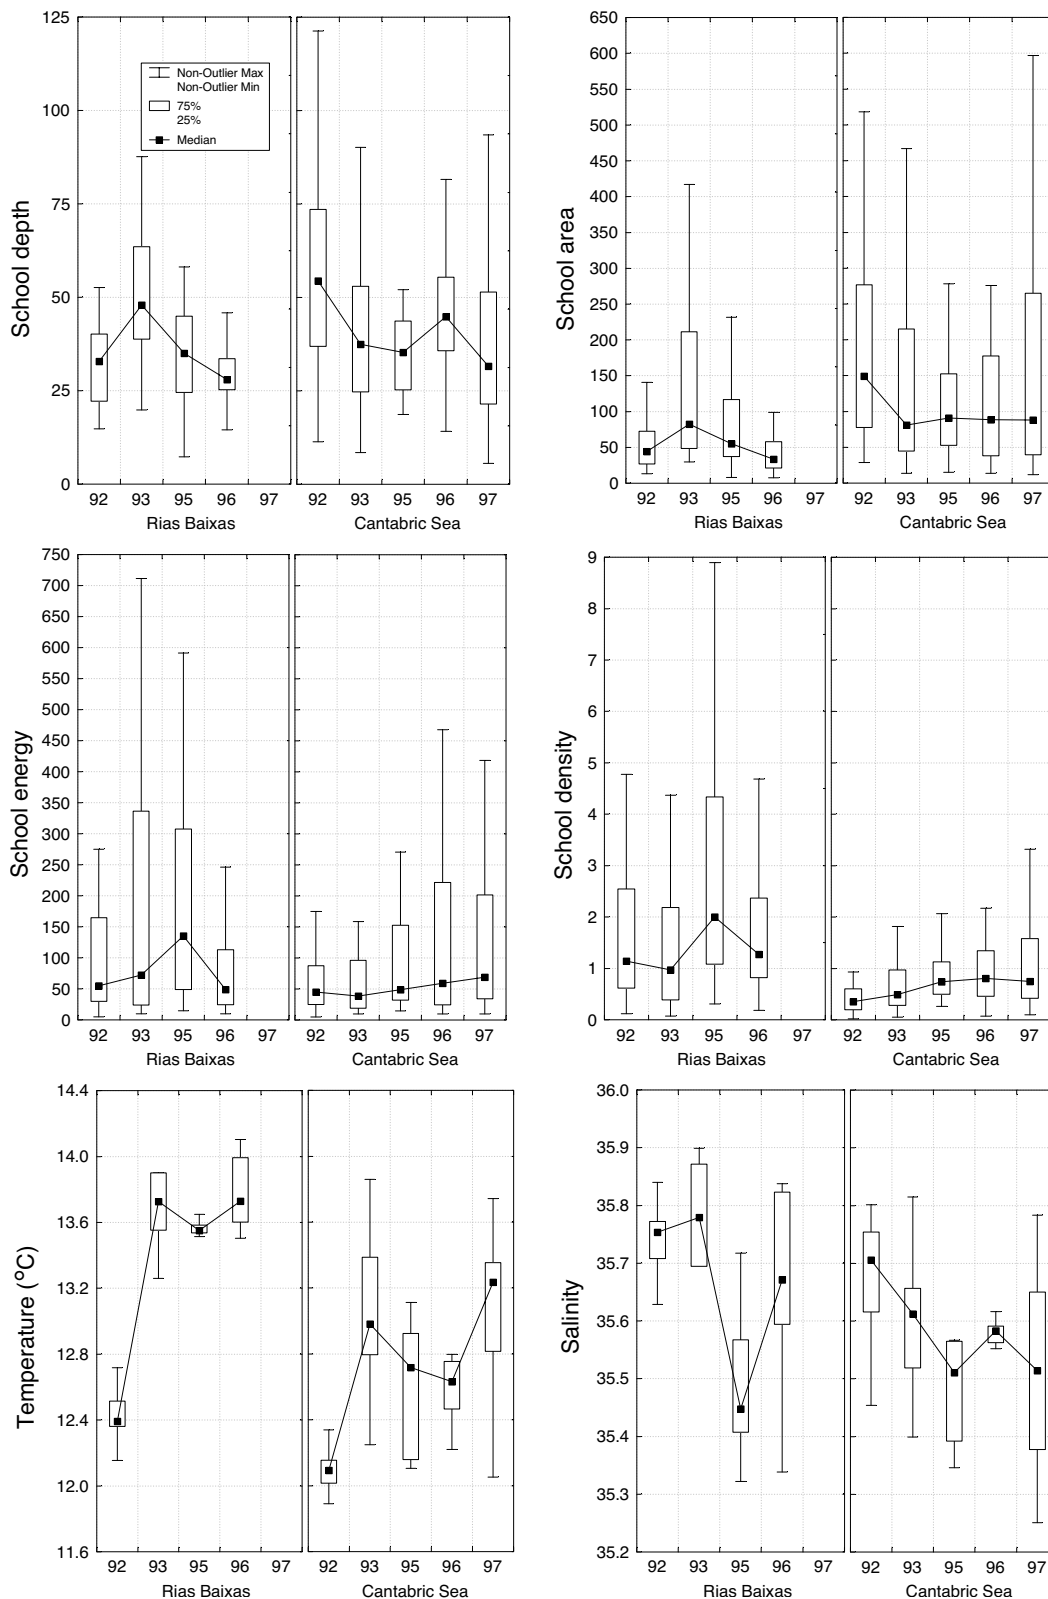 School depth
125
100
75
50
25
0
Non-Outlier Max
Non-Outlier Min
75%
25%
Median
92 93 95 96 97
Rias Baixas
92 93 95 96 97
Cantabric Sea
School area
650
600
550
500
450
400
350
300
250
200
150
100
50
0
92 93 95 96 97
Rias Baixas
92 93 95 96 97
Cantabric Sea
School energy
750
700
650
600
550
500
450
400
350
300
250
200
150
100
50
0
92 93 95 96 97
Rias Baixas
92 93 95 96 97
Cantabric Sea
School density
9
8
7
6
5
4
3
2
1
0
92 93 95 96 97
Rias Baixas
92 93 95 96 97
Cantabric Sea
Temperature (°C)
14.4
14.0
13.6
13.2
12.8
12.4
12.0
11.6
92 93 95 96 97
Rias Baixas
92 93 95 96 97
Cantabric Sea
Salinity
36.0
35.9
35.8
35.7
35.6
35.5
35.4
35.3
35.2
92 93 95 96 97
Rias Baixas
92 93 95 96 97
Cantabric Sea